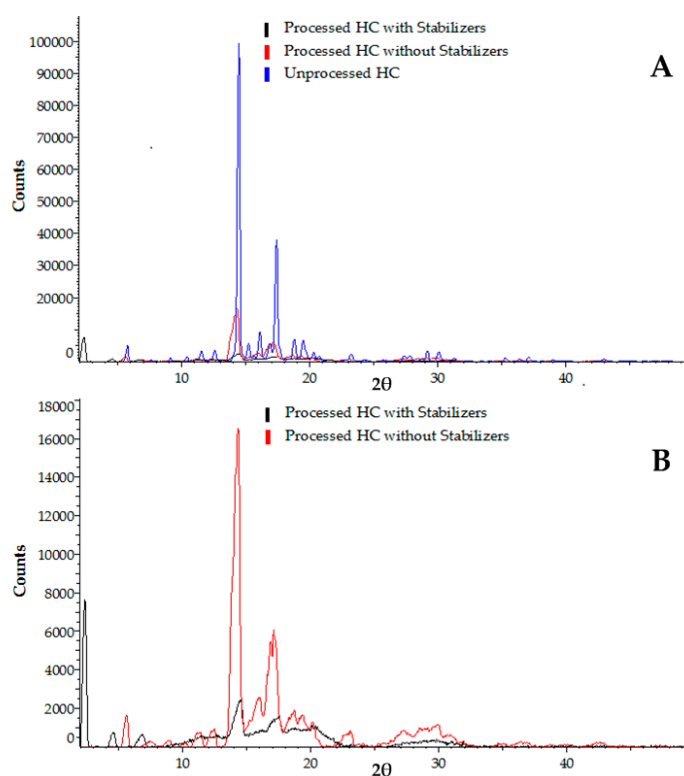 Processed HC with Stabilizers
Processed HC without Stabilizers
Unprocessed HC
A
100000
90000
80000
70000
60000
50000
40000
30000
20000
0
Counts
10
20
30
40
2θ
Processed HC with Stabilizers
Processed HC without Stabilizers
B
18000
16000
14000
12000
10000
8000
6000
4000
2000
0
Counts
10
20
30
40
2θ